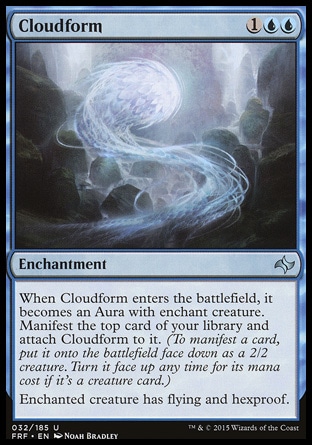 Cloudform 1
Enchantment
When Cloudform enters the battlefield, it
becomes an Aura with enchant creature.
Manifest the top card of your library and
attach Cloudform to it. (To manifest a card,
put it onto the battlefield face down as a 2/2
creature. Turn it face up any time for its mana
cost if it's a creature card.)
Enchanted creature has flying and hexproof.
032/185 U
FRF • EN Noah Bradley ™ & © 2015 Wizards of the Coast